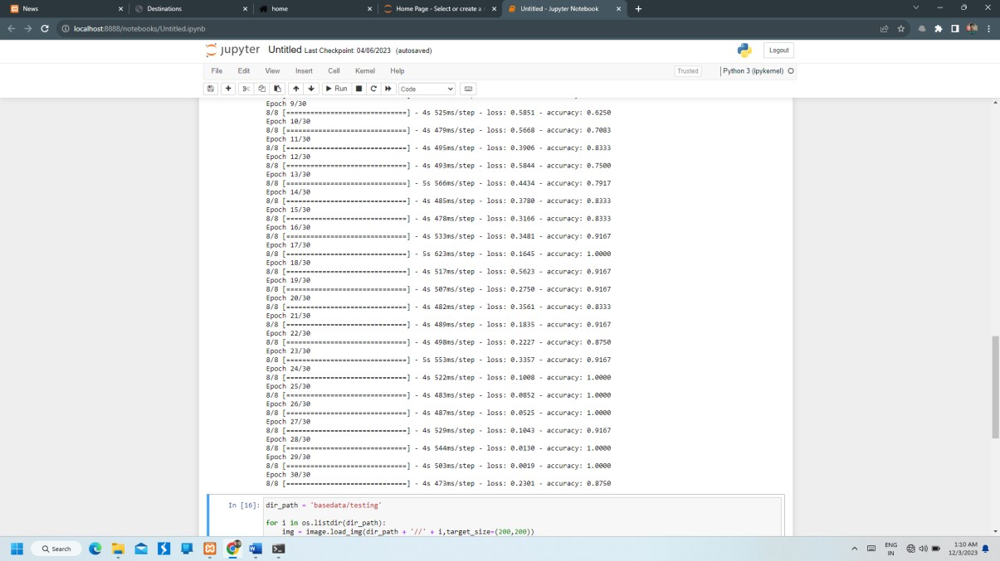 News
Destinations
home
Home Page - Select or create a
Untitled - Jupyter Notebook
localhost:8888/notebooks/Untitled.ipynb
jupyter Untitled Last Checkpoint: 04/06/2023 (autosaved)
Logout
File Edit View Insert Cell Kernel Help
Trusted
Python 3 (ipykernel)
Run
Code
Epoch 9/30
8/8 [==============================] - 4s 525ms/step - loss: 0.5851 - accuracy: 0.6250
Epoch 10/30
8/8 [==============================] - 4s 479ms/step - loss: 0.5668 - accuracy: 0.7083
Epoch 11/30
8/8 [==============================] - 4s 495ms/step - loss: 0.3906 - accuracy: 0.8333
Epoch 12/30
8/8 [==============================] - 4s 493ms/step - loss: 0.5844 - accuracy: 0.7500
Epoch 13/30
8/8 [==============================] - 5s 566ms/step - loss: 0.4434 - accuracy: 0.7917
Epoch 14/30
8/8 [==============================] - 4s 485ms/step - loss: 0.3780 - accuracy: 0.8333
Epoch 15/30
8/8 [==============================] - 4s 478ms/step - loss: 0.3166 - accuracy: 0.8333
Epoch 16/30
8/8 [==============================] - 4s 533ms/step - loss: 0.3481 - accuracy: 0.9167
Epoch 17/30
8/8 [==============================] - 5s 623ms/step - loss: 0.1645 - accuracy: 1.0000
Epoch 18/30
8/8 [==============================] - 4s 517ms/step - loss: 0.5623 - accuracy: 0.9167
Epoch 19/30
8/8 [==============================] - 4s 507ms/step - loss: 0.2750 - accuracy: 0.9167
Epoch 20/30
8/8 [==============================] - 4s 482ms/step - loss: 0.3561 - accuracy: 0.8333
Epoch 21/30
8/8 [==============================] - 4s 489ms/step - loss: 0.1835 - accuracy: 0.9167
Epoch 22/30
8/8 [==============================] - 4s 498ms/step - loss: 0.2227 - accuracy: 0.8750
Epoch 23/30
8/8 [==============================] - 5s 553ms/step - loss: 0.3357 - accuracy: 0.9167
Epoch 24/30
8/8 [==============================] - 4s 522ms/step - loss: 0.1008 - accuracy: 1.0000
Epoch 25/30
8/8 [==============================] - 4s 483ms/step - loss: 0.0852 - accuracy: 1.0000
Epoch 26/30
8/8 [==============================] - 4s 487ms/step - loss: 0.0525 - accuracy: 1.0000
Epoch 27/30
8/8 [==============================] - 4s 529ms/step - loss: 0.1043 - accuracy: 0.9167
Epoch 28/30
8/8 [==============================] - 4s 544ms/step - loss: 0.0130 - accuracy: 1.0000
Epoch 29/30
8/8 [==============================] - 4s 503ms/step - loss: 0.0019 - accuracy: 1.0000
Epoch 30/30
8/8 [==============================] - 4s 473ms/step - loss: 0.2301 - accuracy: 0.8750
In [16]: dir_path = 'basedata/testing'
for i in os.listdir(dir_path):
img = image.load_img(dir_path + '//' + i,target_size=(200,200))
Search
ENG
IN
1:10 AM
12/3/2023